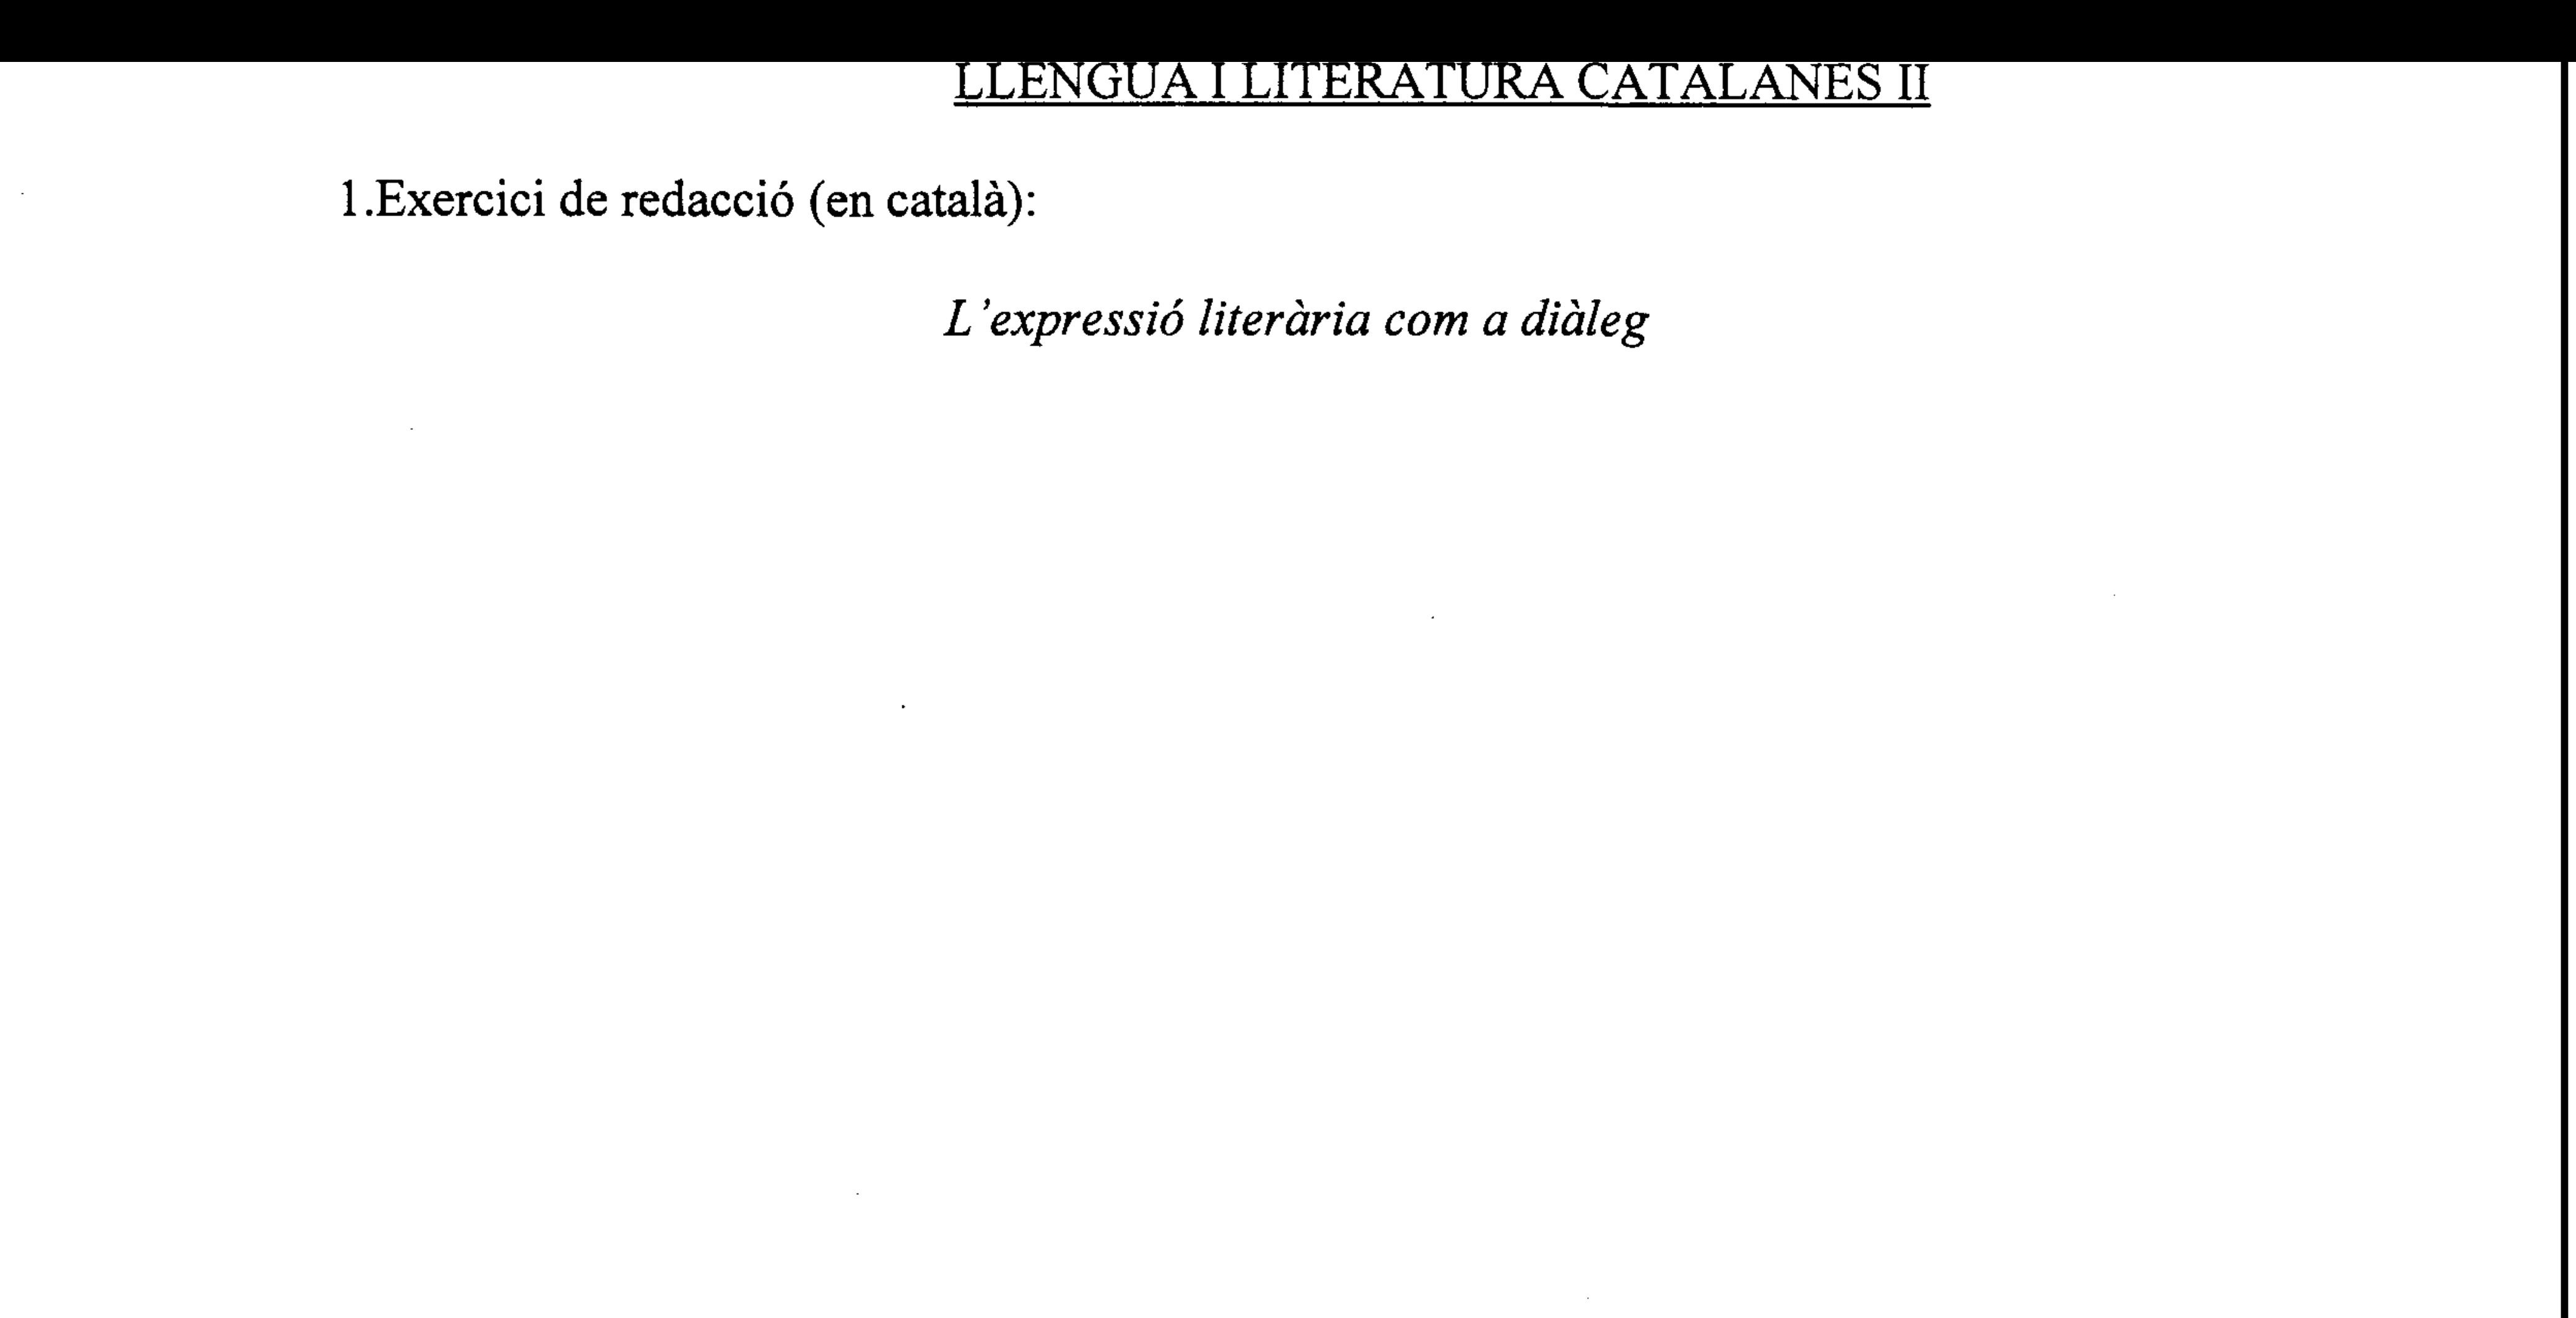 LLENGUA I LITERATURA CATALANES II
1.Exercici de redacció (en català):
L'expressió literària com a diàleg